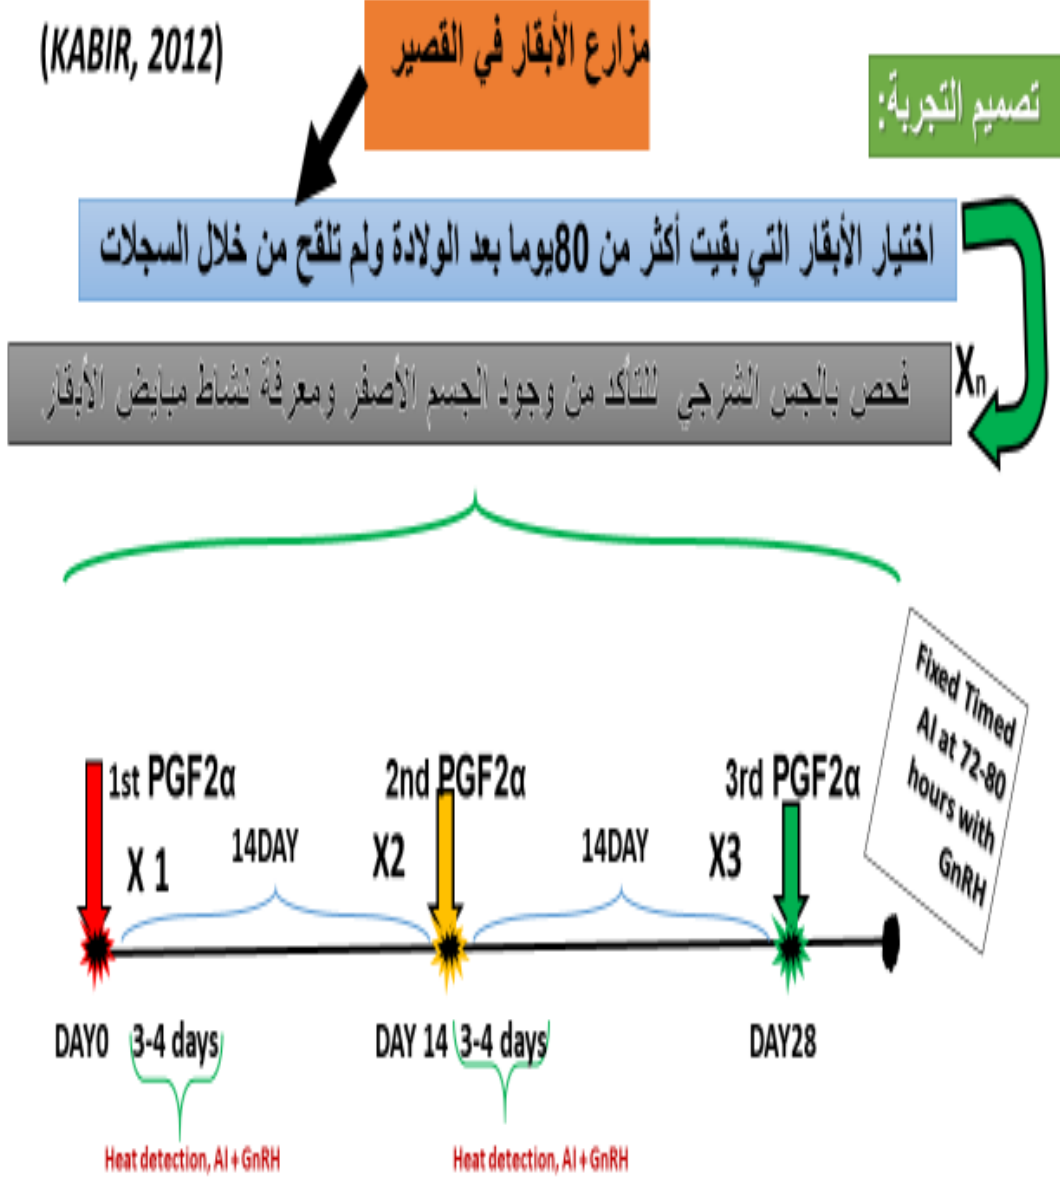 (KABIR, 2012)
مزارع الأبقار في القصير
تصميم التجربة:
اختيار الأبقار التي بقيت أكثر من 80يوما بعد الولادة ولم تلقح من خلال السجلات
فحص بالجس الشرجي للتأكد من وجود الجسم الأصفر ومعرفة نشاط مبايض الأبقار
Xn
Fixed Timed
AI at 72-80
hours with
GnRH
1st PGF2α
2nd PGF2α
3rd PGF2α
X 1
14DAY
X2
14DAY
X3
DAY0
3-4 days
DAY 14
3-4 days
DAY28
Heat detection, AI + GnRH
Heat detection, AI + GnRH